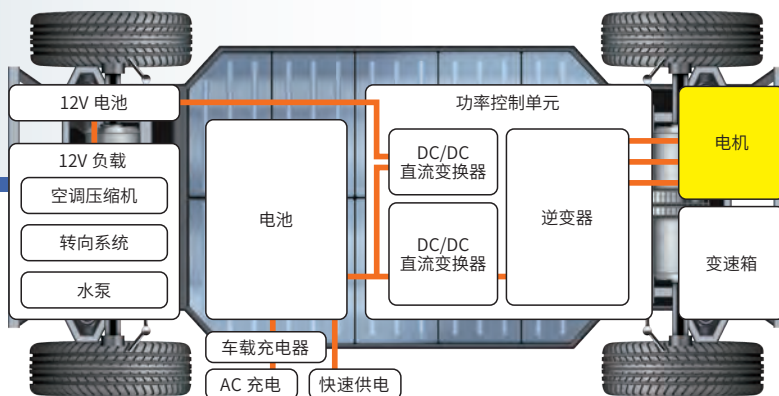 12V 电池
12V 负载
空调压缩机
转向系统
水泵
电池
车载充电器
AC 充电
快速供电
功率控制单元
DC/DC
直流变换器
DC/DC
直流变换器
逆变器
电机
变速箱